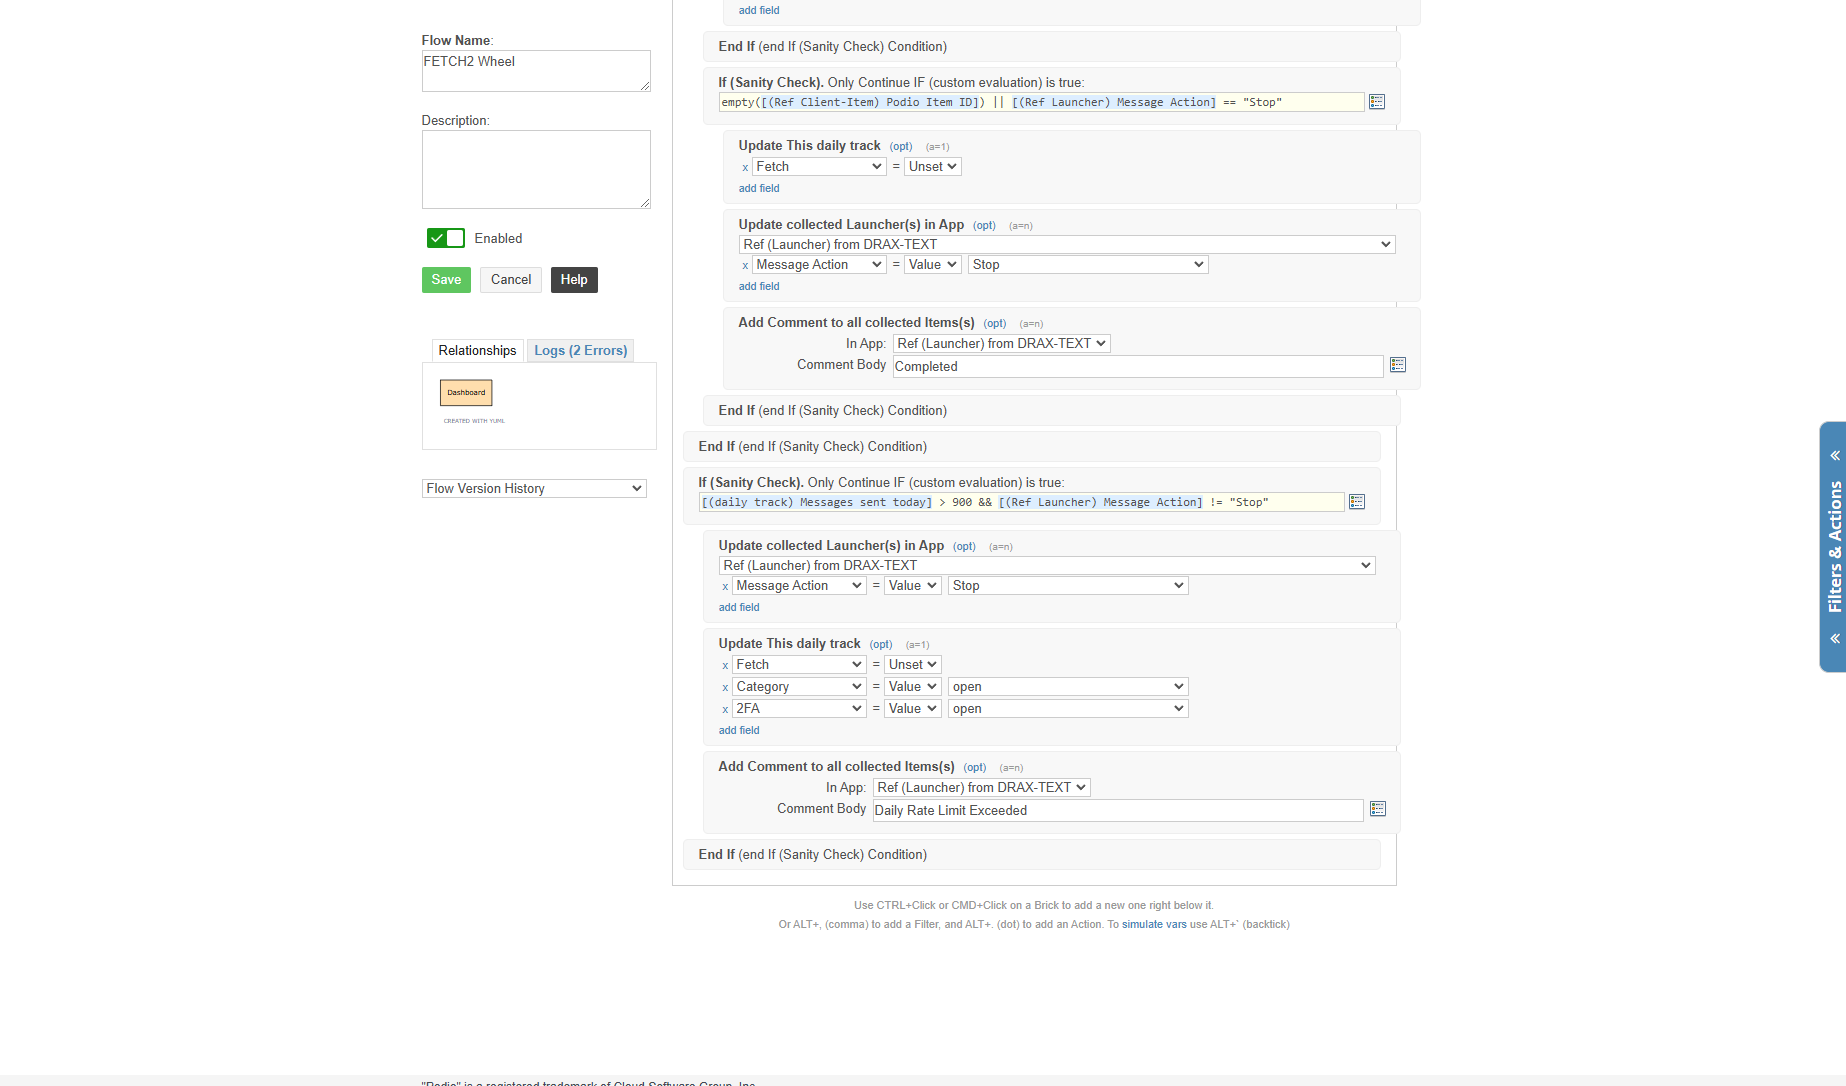 Flow Name:
FETCH2 Wheel
Description:
Enabled
Save Cancel Help
Relationships Logs (2 Errors)
Dashboard
CREATED WITH YUML
Flow Version History
add field
End If (end If (Sanity Check) Condition)
If (Sanity Check). Only Continue IF (custom evaluation) is true:
empty([(Ref Client-Item) Podio Item ID]) || [(Ref Launcher) Message Action] == "Stop"
Update This daily track (opt) (a=1)
x Fetch = Unset
add field
Update collected Launcher(s) in App (opt) (a=n)
Ref (Launcher) from DRAX-TEXT
x Message Action = Value Stop
add field
Add Comment to all collected Items(s) (opt) (a=n)
In App: Ref (Launcher) from DRAX-TEXT
Comment Body Completed
End If (end If (Sanity Check) Condition)
End If (end If (Sanity Check) Condition)
If (Sanity Check). Only Continue IF (custom evaluation) is true:
[(daily track) Messages sent today] > 900 && [(Ref Launcher) Message Action] != "Stop"
Update collected Launcher(s) in App (opt) (a=n)
Ref (Launcher) from DRAX-TEXT
x Message Action = Value Stop
add field
Update This daily track (opt) (a=1)
x Fetch = Unset
x Category = Value open
x 2FA = Value open
add field
Add Comment to all collected Items(s) (opt) (a=n)
In App: Ref (Launcher) from DRAX-TEXT
Comment Body Daily Rate Limit Exceeded
End If (end If (Sanity Check) Condition)
Use CTRL+Click or CMD+Click on a Brick to add a new one right below it.
Or ALT+, (comma) to add a Filter, and ALT+. (dot) to add an Action. To simulate vars use ALT+` (backtick)
« Filters & Actions «
"Podio" is a registered trademark of Cloud Software Group, Inc.